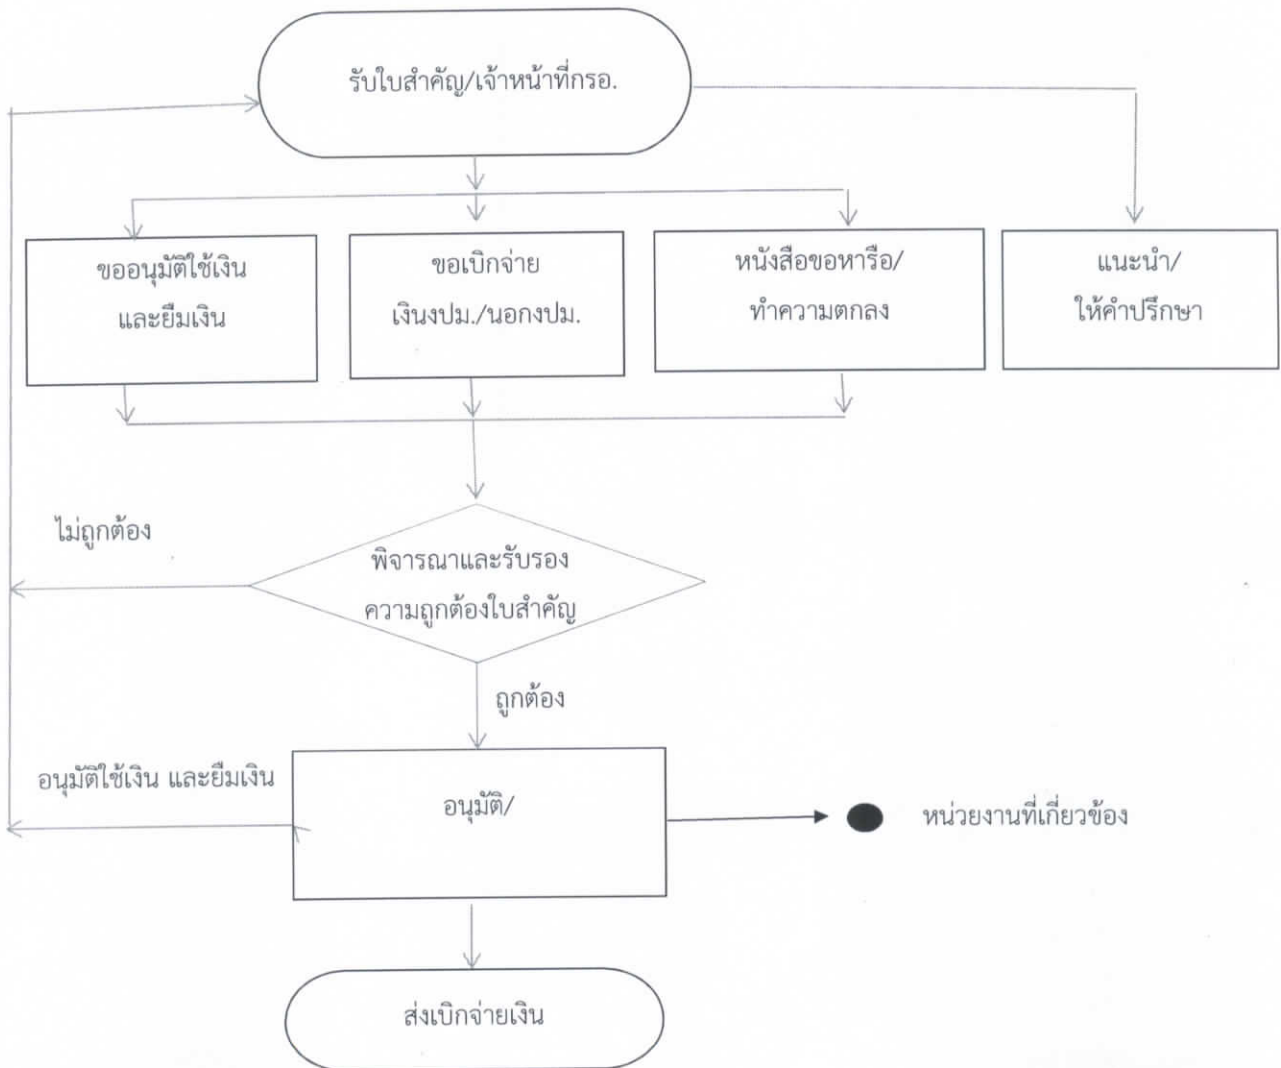 รับใบสำคัญ/เจ้าหน้าที่กรอ.
ขออนุมัติใช้เงิน
และยืมเงิน
ขอเบิกจ่าย
เงินงปม./นอกงปม.
หนังสือขอหารือ/
ทำความตกลง
แนะนำ/
ให้คำปรึกษา
ไม่ถูกต้อง
พิจารณาและรับรอง
ความถูกต้องใบสำคัญ
ถูกต้อง
อนุมัติใช้เงิน และยืมเงิน
อนุมัติ/
หน่วยงานที่เกี่ยวข้อง
ส่งเบิกจ่ายเงิน